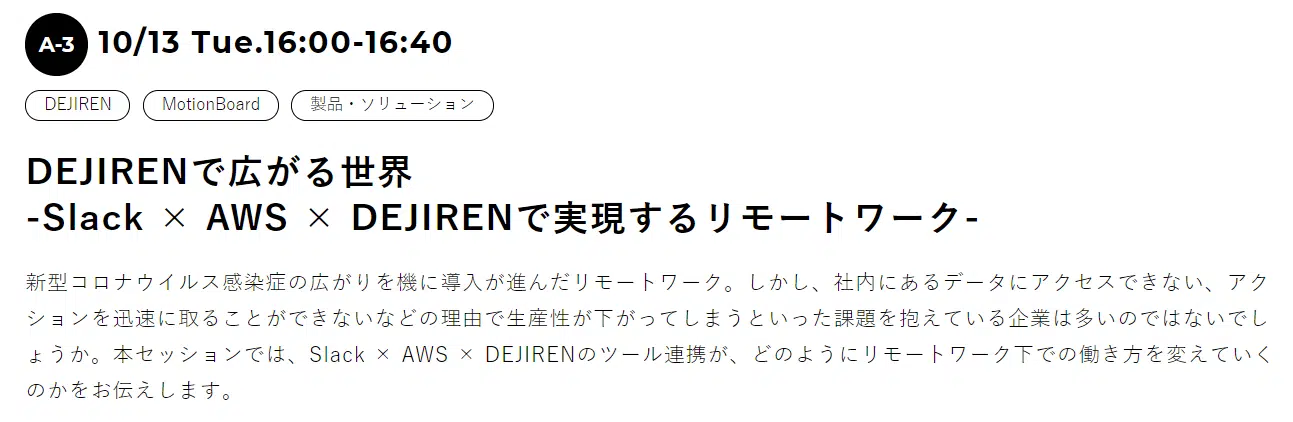 A-3 10/13 Tue.16:00-16:40
DEJIREN MotionBoard 製品・ソリューション
DEJIRENで広がる世界
-Slack × AWS × DEJIRENで実現するリモートワーク-
新型コロナウイルス感染症の広がりを機に導入が進んだリモートワーク。しかし、社内にあるデータにアクセスできない、アク
ションを迅速に取ることができないなどの理由で生産性が下がってしまうといった課題を抱えている企業は多いのではないでし
ょうか。本セッションでは、Slack × AWS × DEJIRENのツール連携が、どのようにリモートワーク下での働き方を変えていく
のかをお伝えします。